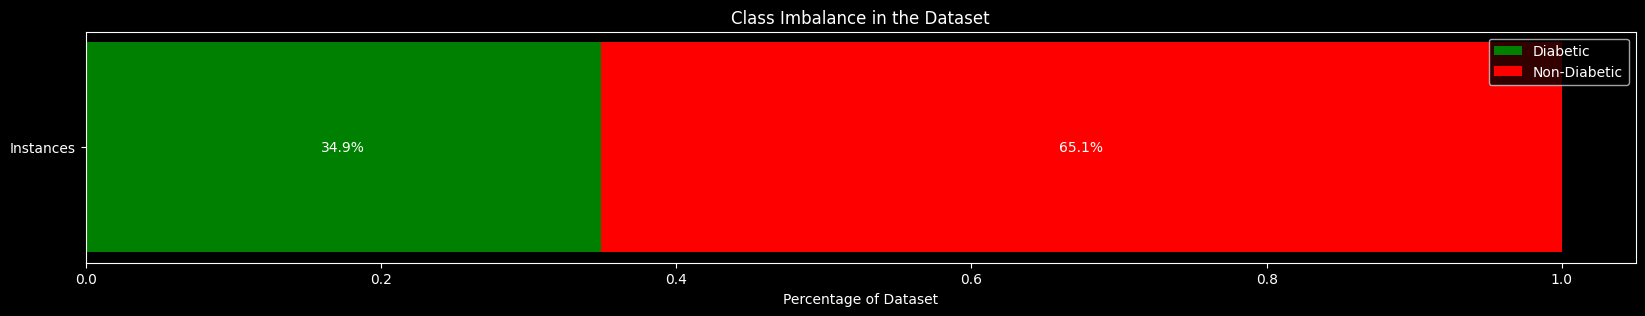 Class Imbalance in the Dataset
Diabetic
Non-Diabetic
Instances
34.9%
65.1%
0.0 0.2 0.4 0.6 0.8 1.0
Percentage of Dataset